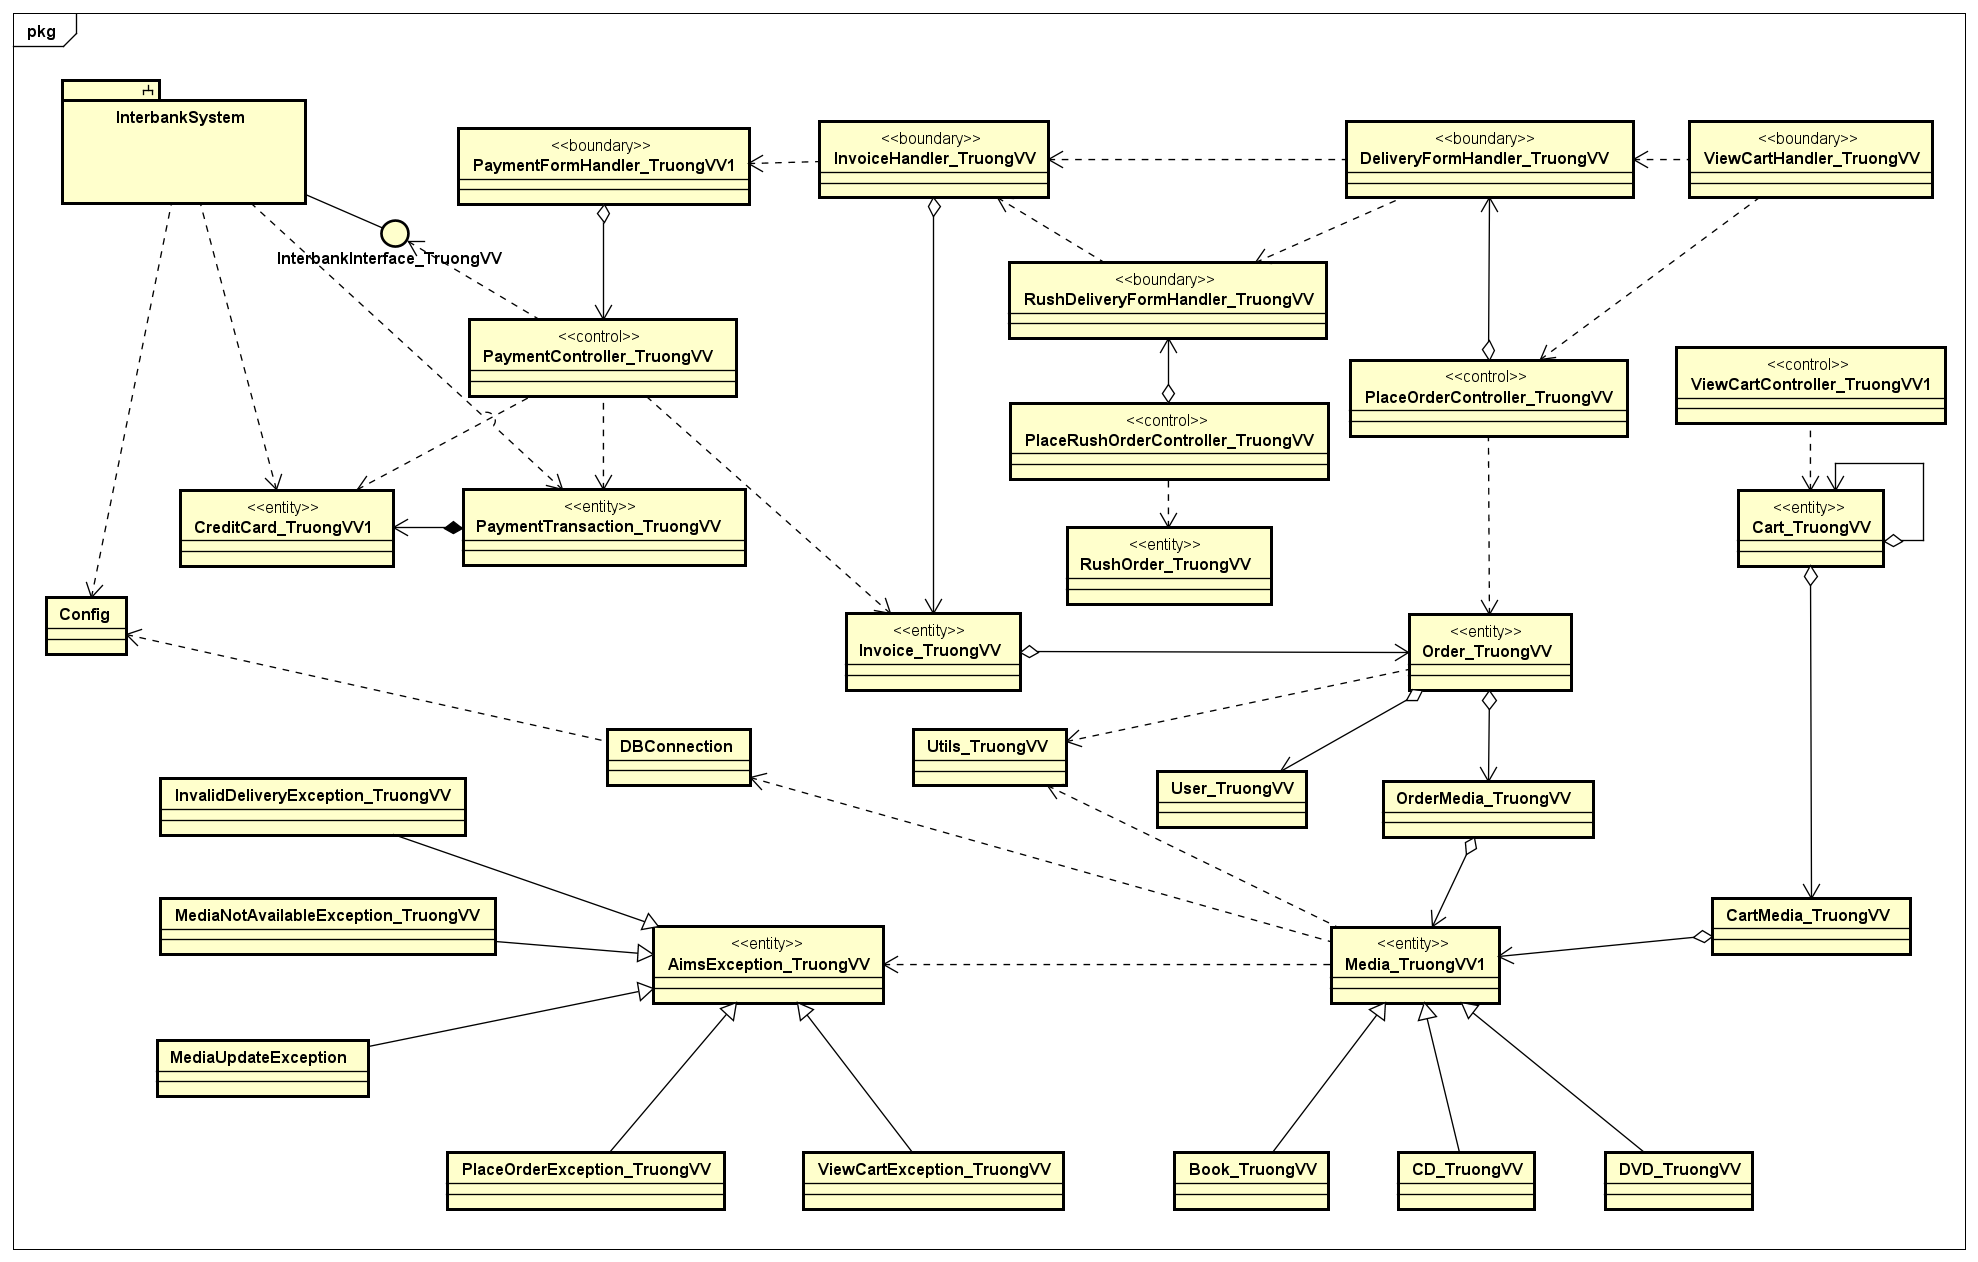 pkg
InterbankSystem
<<boundary>>
PaymentFormHandler_TruongVV1
<<boundary>>
InvoiceHandler_TruongVV
<<boundary>>
DeliveryFormHandler_TruongVV
<<boundary>>
ViewCartHandler_TruongVV
InterbankInterface_TruongVV
<<boundary>>
RushDeliveryFormHandler_TruongVV
<<control>>
PaymentController_TruongVV
<<control>>
PlaceOrderController_TruongVV
<<control>>
ViewCartController_TruongVV1
<<control>>
PlaceRushOrderController_TruongVV
<<entity>>
CreditCard_TruongVV1
<<entity>>
PaymentTransaction_TruongVV
<<entity>>
Cart_TruongVV
<<entity>>
RushOrder_TruongVV
Config
<<entity>>
Invoice_TruongVV
<<entity>>
Order_TruongVV
DBConnection
Utils_TruongVV
User_TruongVV
OrderMedia_TruongVV
InvalidDeliveryException_TruongVV
MediaNotAvailableException_TruongVV
CartMedia_TruongVV
<<entity>>
AimsException_TruongVV
<<entity>>
Media_TruongVV1
MediaUpdateException
PlaceOrderException_TruongVV
ViewCartException_TruongVV
Book_TruongVV
CD_TruongVV
DVD_TruongVV